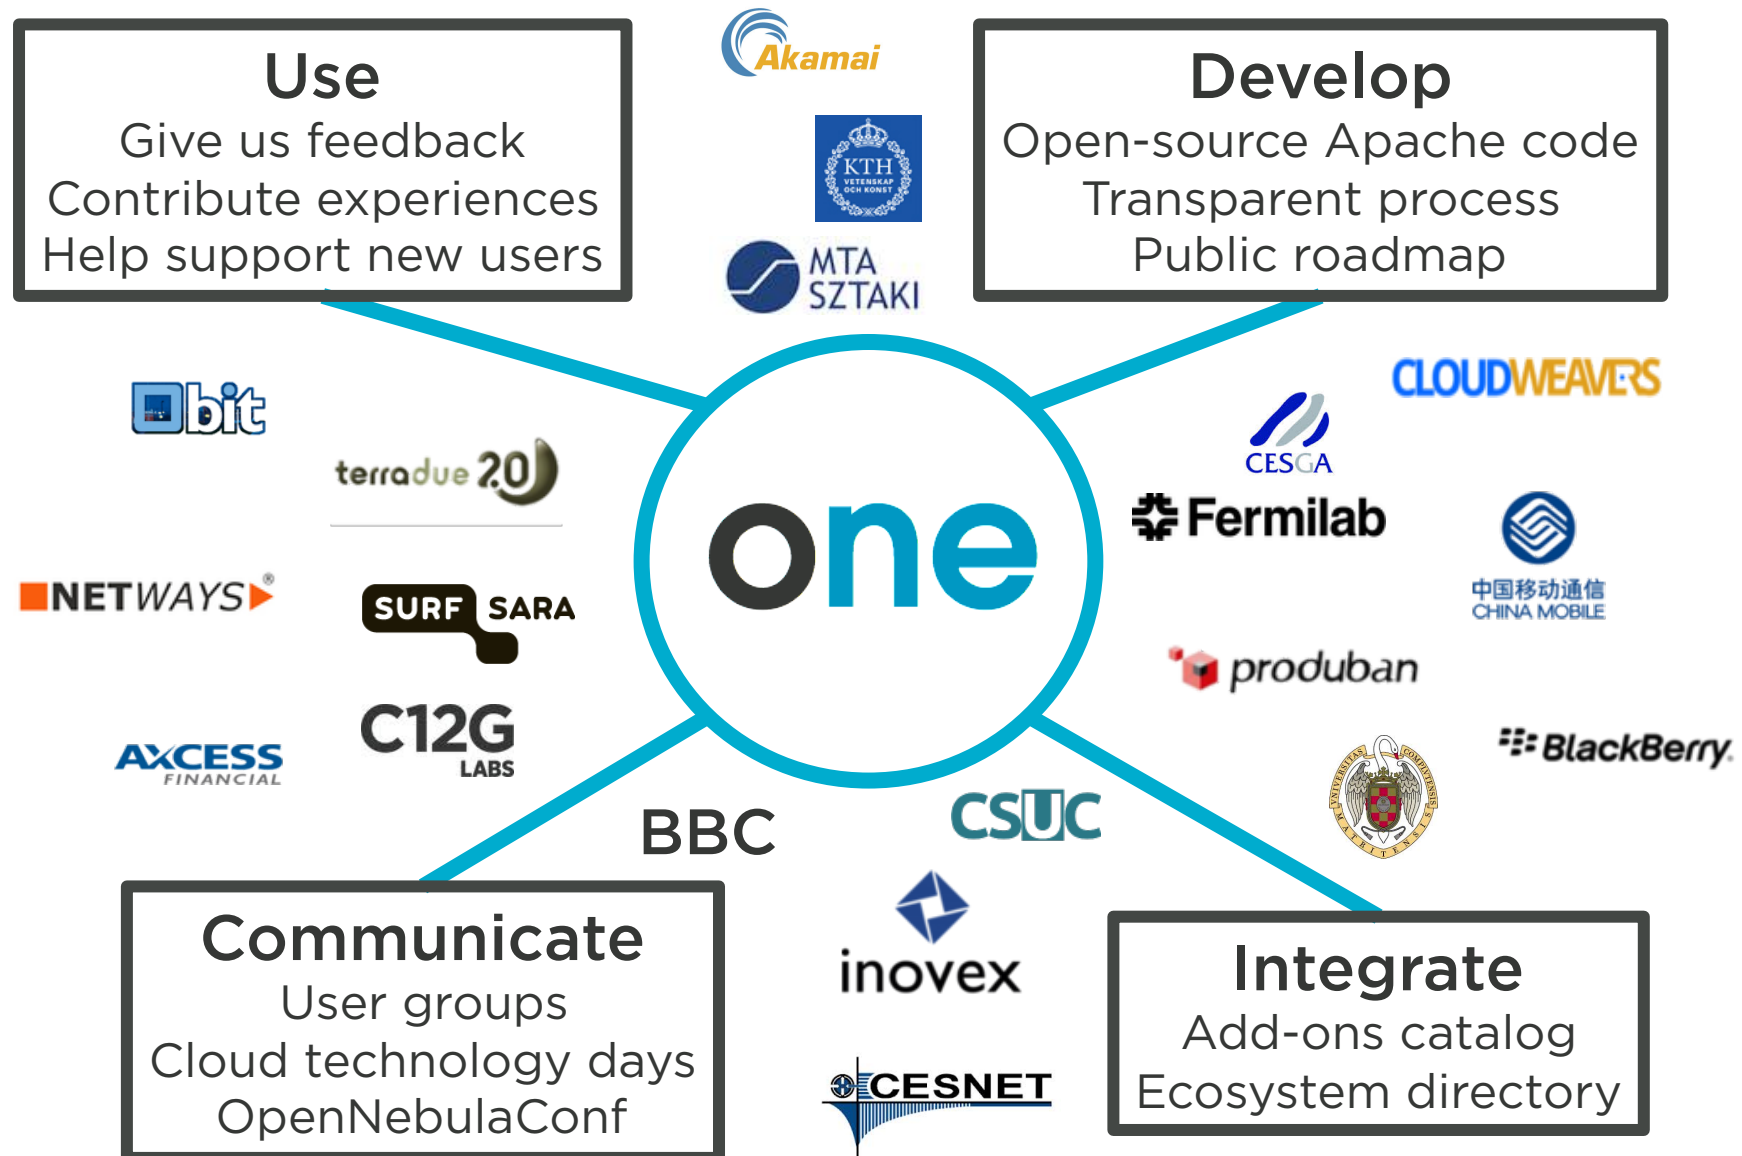 Use
Give us feedback
Contribute experiences
Help support new users
Akamai
KTH
VETENSKAP
OCH KONST
MTA
SZTAKI
Develop
Open-source Apache code
Transparent process
Public roadmap
bit
terradue 2.0
NETWAYS®
SURF SARA
AXCESS
FINANCIAL
C12G
LABS
one
CLOUDWEAVERS
CESGA
Fermilab
中国移动通信
CHINA MOBILE
produban
BlackBerry.
VNIVERSITAS COMPLVTENSIS
MATRITENSIS
BBC
CSUC
inovex
CESNET
Communicate
User groups
Cloud technology days
OpenNebulaConf
Integrate
Add-ons catalog
Ecosystem directory